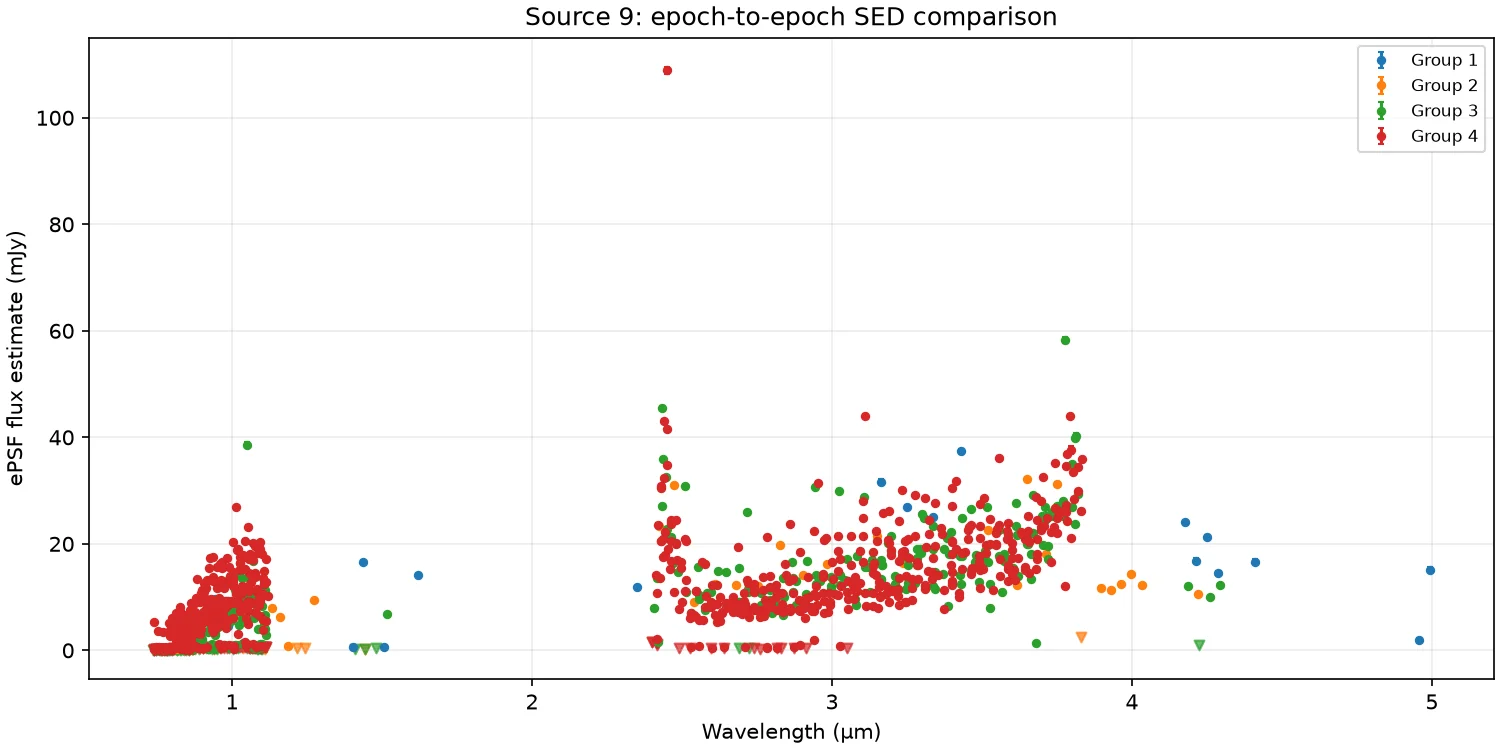 Source 9: epoch-to-epoch SED comparison
ePSF flux estimate (mJy)
100
80
60
40
20
0
1
2
3
4
5
Wavelength (µm)
Group 1
Group 2
Group 3
Group 4